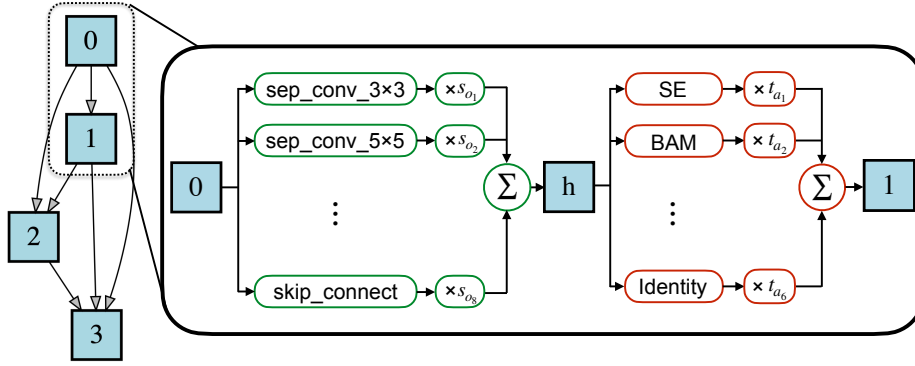 0
1
2
3
0
sep_conv_3×3
× s_{o_1}
sep_conv_5×5
× s_{o_2}
⋮
skip_connect
× s_{o_8}
Σ
h
SE
× t_{a_1}
BAM
× t_{a_2}
⋮
Identity
× t_{a_6}
Σ
1